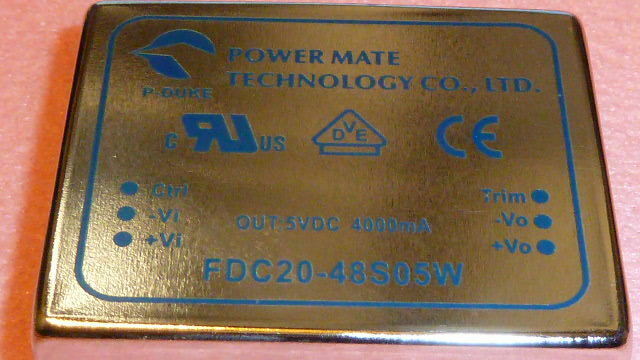 POWER MATE
TECHNOLOGY CO., LTD.
P-DUKE
c RU US
DVE
CE
Ctrl
-Vi
+Vi
OUT:5VDC 4000mA
Trim
-Vo
+Vo
FDC20-48S05W